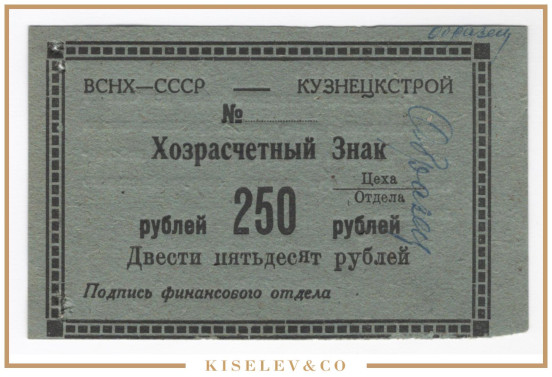 образец
ВСНХ—СССР — КУЗНЕЦКСТРОЙ
№
Хозрасчетный Знак
Цеха
Отдела
рублей 250 рублей
Двести пятьдесят рублей
Подпись финансового отдела
KISELEV&CO